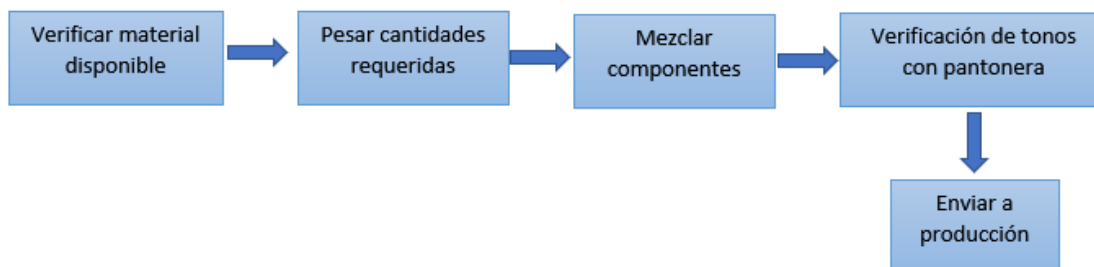 Verificar material
disponible
Pesar cantidades
requeridas
Mezclar
componentes
Verificación de tonos
con pantonera
Enviar a
producción